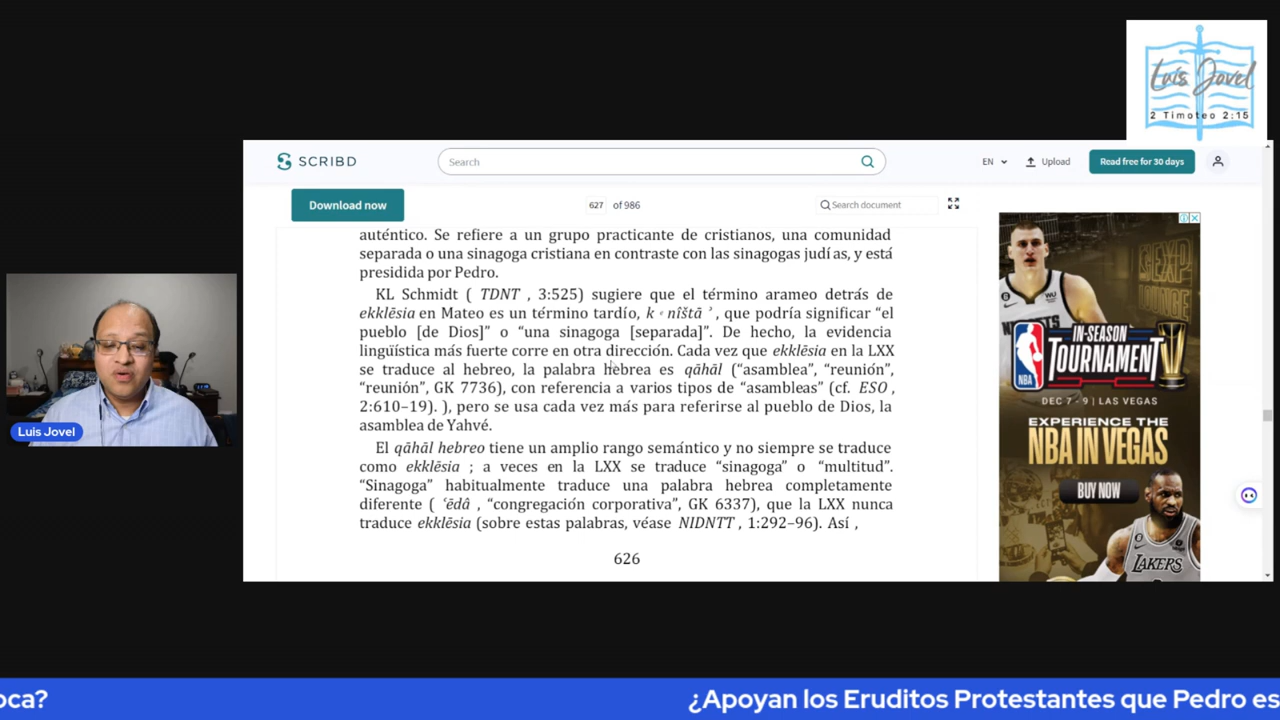 Luis Jovel
2 Timoteo 2:15
SCRIBD
Search
EN
Upload
Read free for 30 days
Download now
627 of 986
Search document
auténtico. Se refiere a un grupo practicante de cristianos, una comunidad
separada o una sinagoga cristiana en contraste con las sinagogas judí as, y está
presidida por Pedro.
KL Schmidt ( TDNT , 3:525) sugiere que el término arameo detrás de
ekklēsia en Mateo es un término tardío, k e nîštā ʾ , que podría significar “el
pueblo [de Dios]” o “una sinagoga [separada]”. De hecho, la evidencia
lingüística más fuerte corre en otra dirección. Cada vez que ekklēsia en la LXX
se traduce al hebreo, la palabra hebrea es qāhāl (“asamblea”, “reunión”,
“reunión”, GK 7736), con referencia a varios tipos de “asambleas” (cf. ESO ,
2:610–19). ), pero se usa cada vez más para referirse al pueblo de Dios, la
asamblea de Yahvé.
El qāhāl hebreo tiene un amplio rango semántico y no siempre se traduce
como ekklēsia ; a veces en la LXX se traduce “sinagoga” o “multitud”.
“Sinagoga” habitualmente traduce una palabra hebrea completamente
diferente ( ʿēdâ , “congregación corporativa”, GK 6337), que la LXX nunca
traduce ekklēsia (sobre estas palabras, véase NIDNTT , 1:292–96). Así ,
626
NBA
IN-SEASON
TOURNAMENT
DEC 7 - 9 | LAS VEGAS
EXPERIENCE THE
NBA IN VEGAS
BUY NOW
LAKERS
Luis Jovel
oca?
¿Apoyan los Eruditos Protestantes que Pedro es